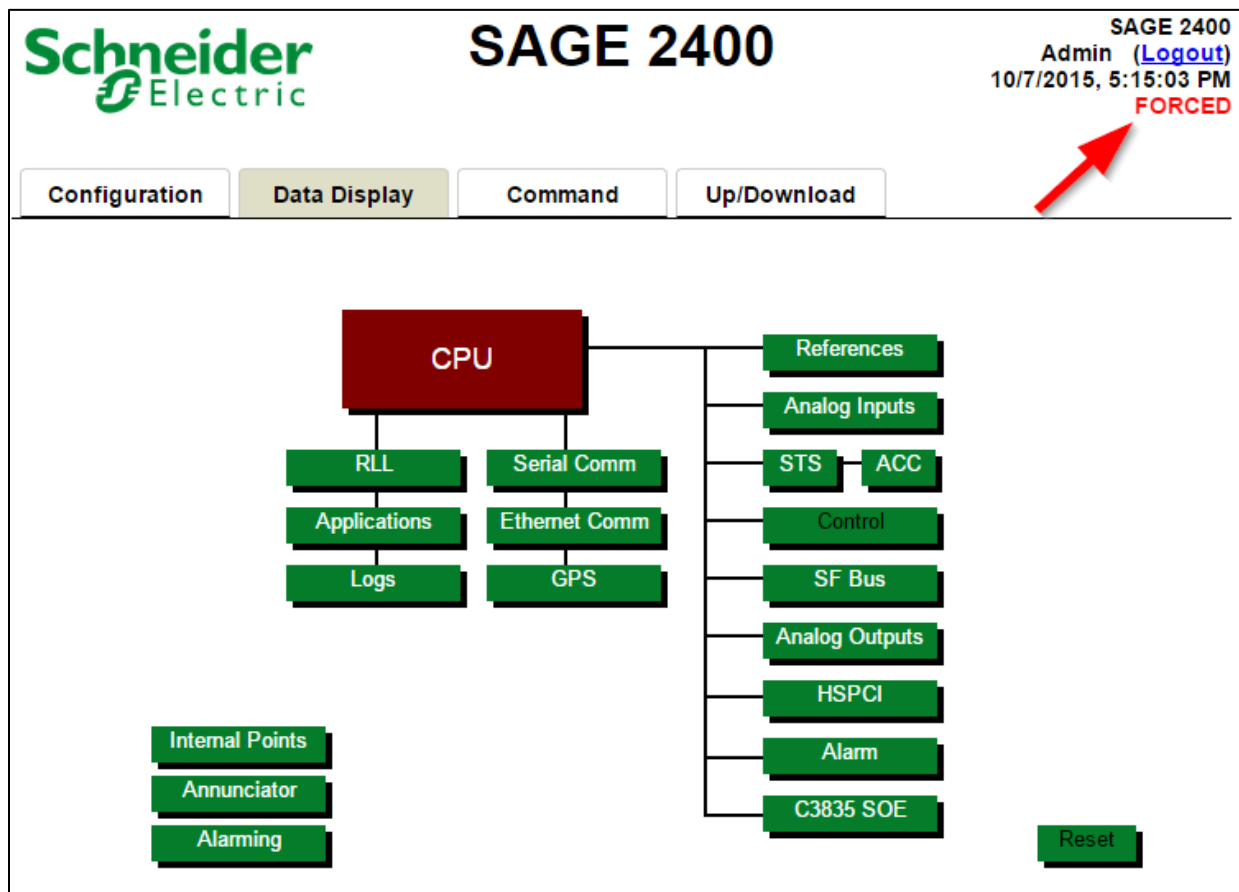 Schneider
Electric
SAGE 2400
SAGE 2400
Admin (Logout)
10/7/2015, 5:15:03 PM
FORCED
Configuration
Data Display
Command
Up/Download
CPU
RLL
Applications
Logs
Serial Comm
Ethernet Comm
GPS
References
Analog Inputs
STS
ACC
Control
SF Bus
Analog Outputs
HSPCI
Alarm
C3835 SOE
Internal Points
Annunciator
Alarming
Reset